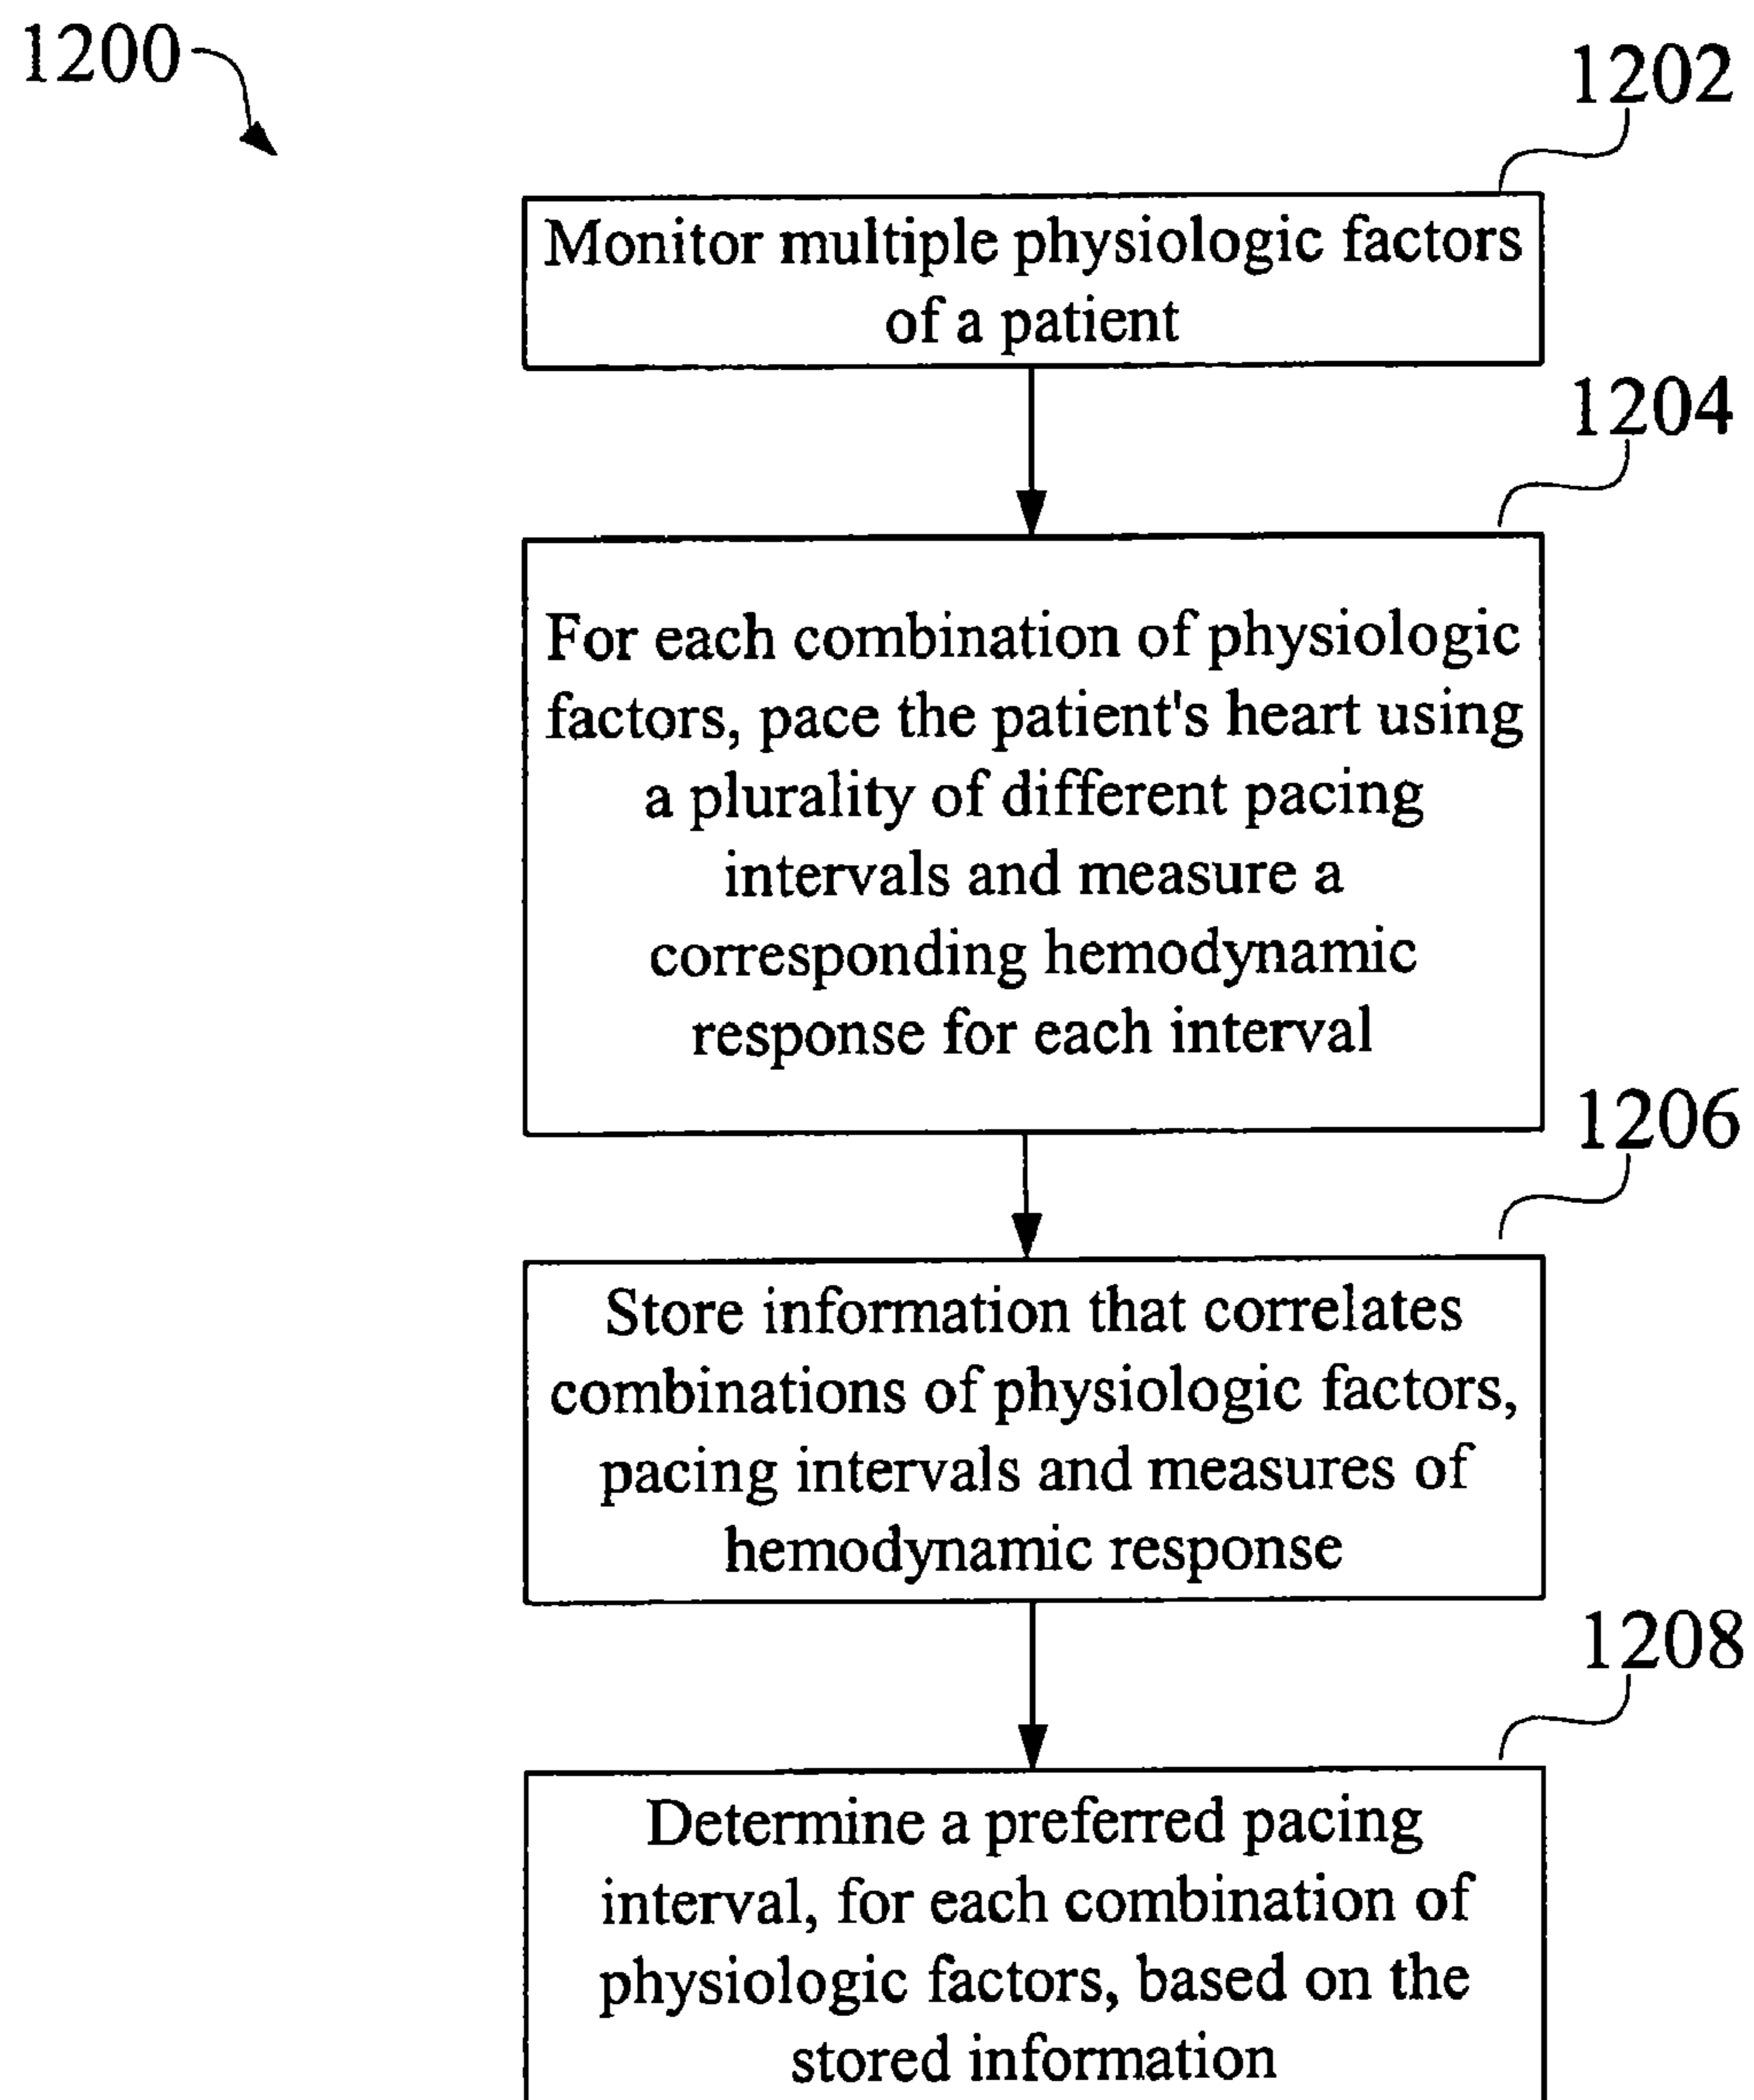 1200
1202
Monitor multiple physiologic factors
of a patient
1204
For each combination of physiologic
factors, pace the patient's heart using
a plurality of different pacing
intervals and measure a
corresponding hemodynamic
response for each interval
1206
Store information that correlates
combinations of physiologic factors,
pacing intervals and measures of
hemodynamic response
1208
Determine a preferred pacing
interval, for each combination of
physiologic factors, based on the
stored information